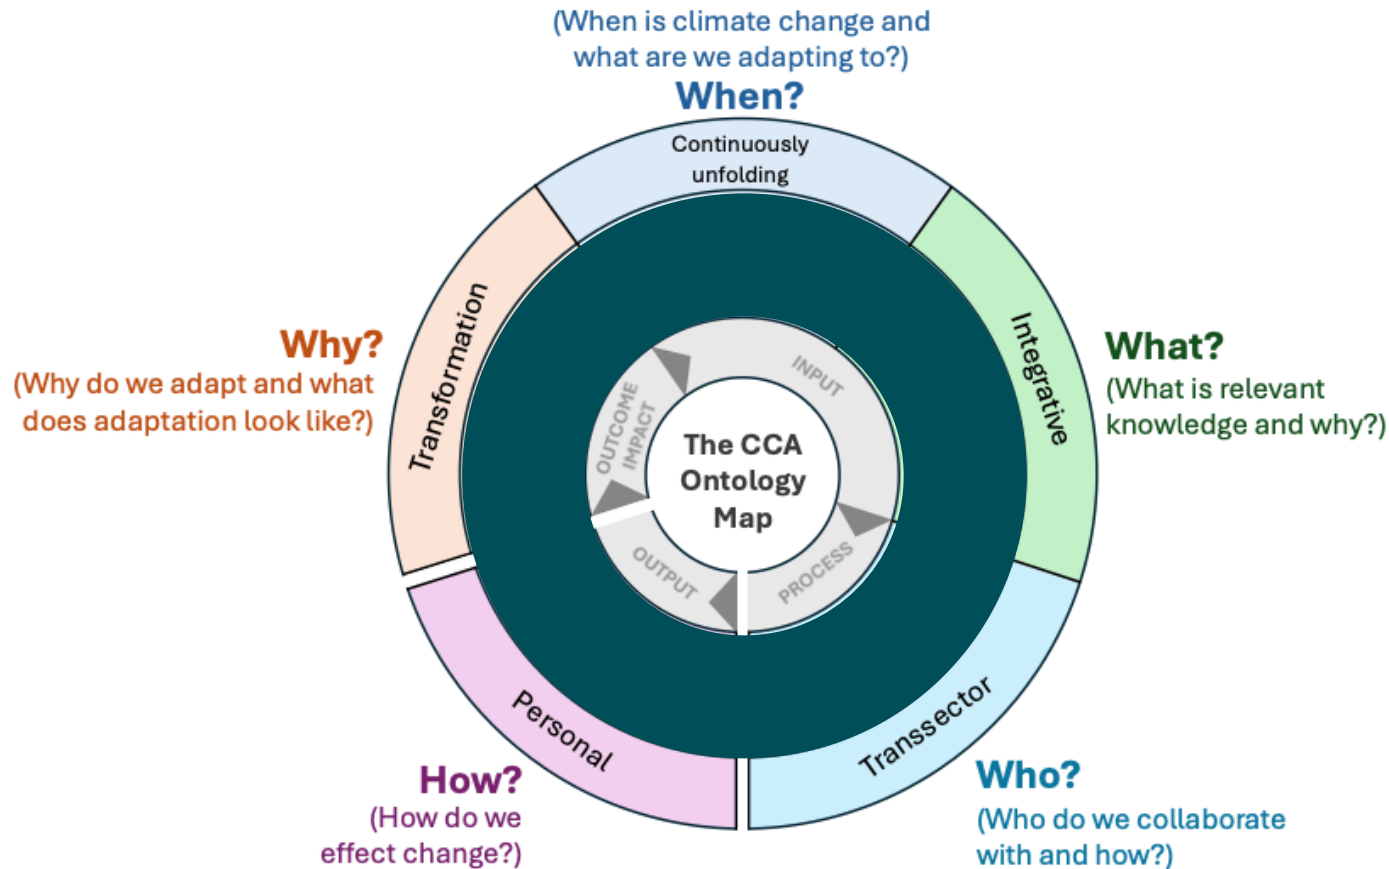 (When is climate change and
what are we adapting to?)
When?
Continuously
unfolding
Transformation
Integrative
Why?
(Why do we adapt and what
does adaptation look like?)
What?
(What is relevant
knowledge and why?)
INPUT
OUTCOME
IMPACT
The CCA
Ontology
Map
OUTPUT
PROCESS
Personal
Transsector
How?
(How do we
effect change?)
Who?
(Who do we collaborate
with and how?)